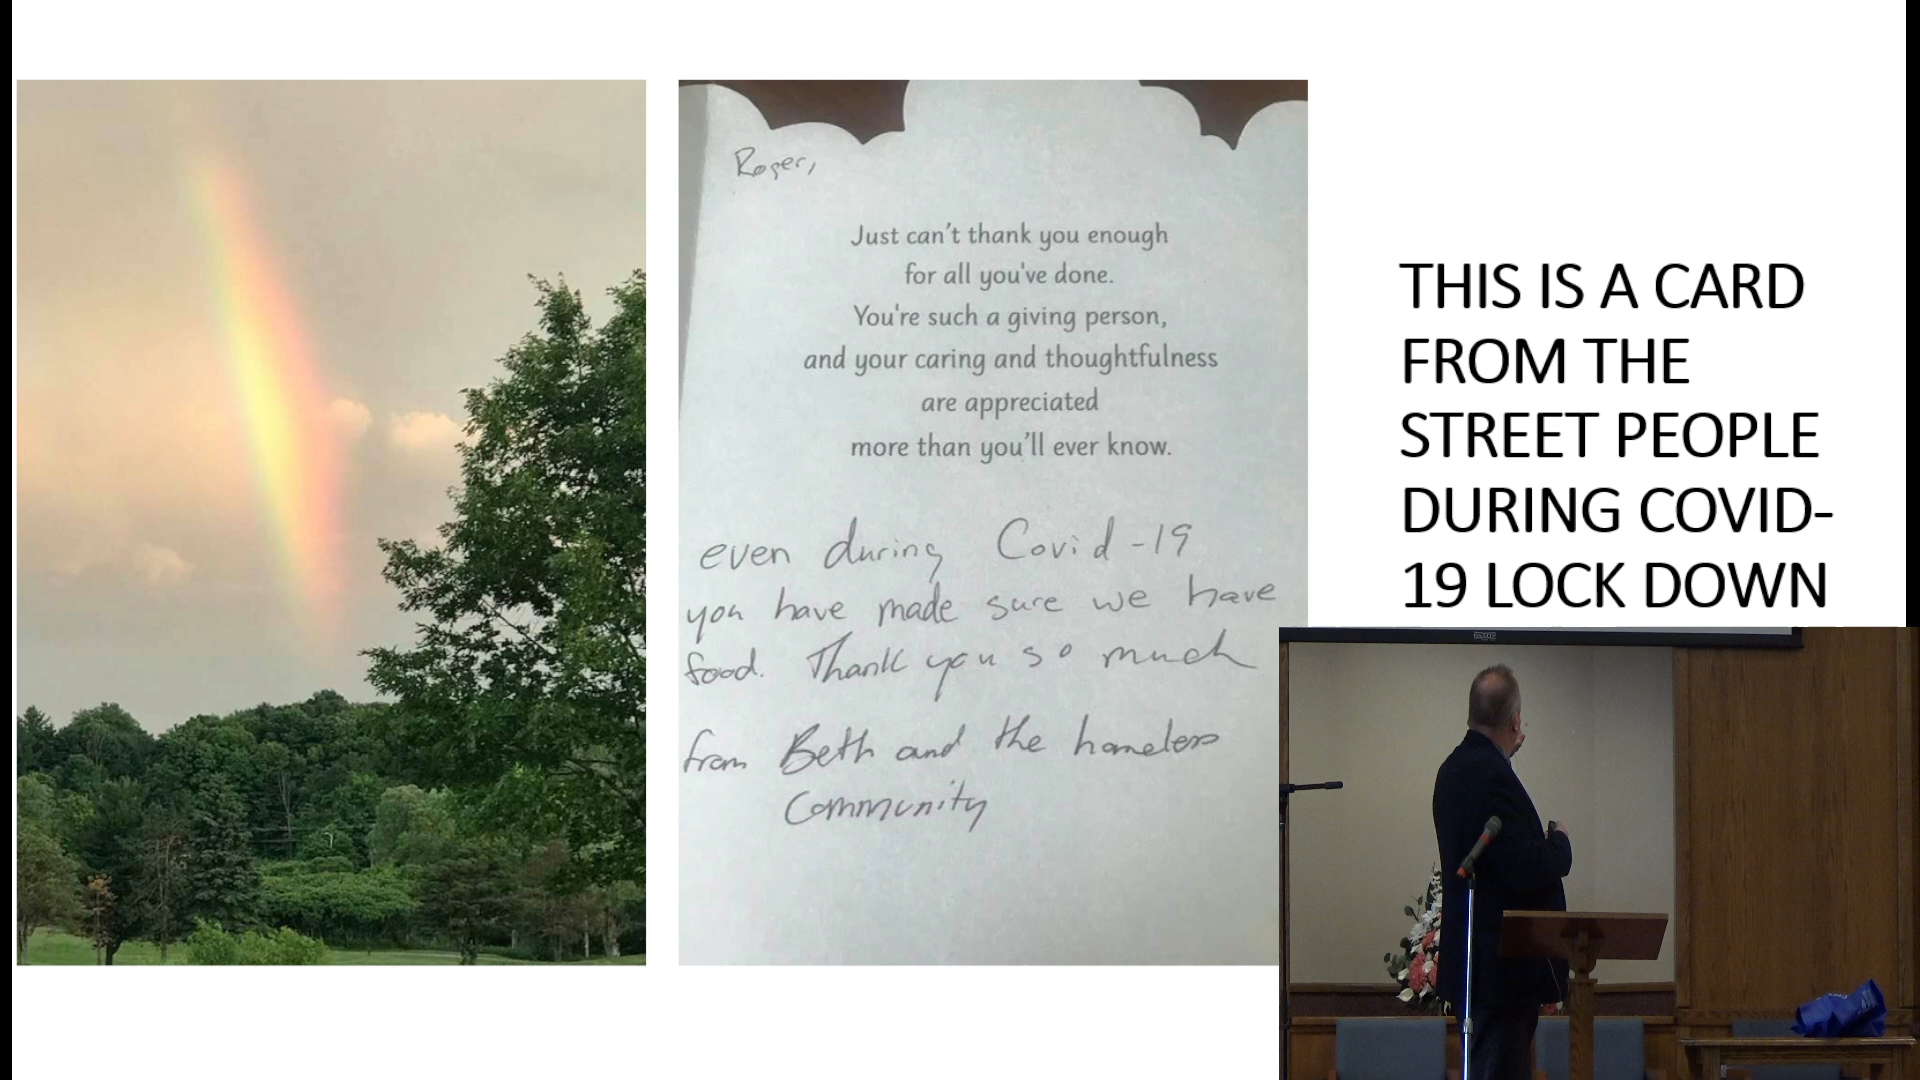 Roger,
Just can't thank you enough
for all you've done.
You're such a giving person,
and your caring and thoughtfulness
are appreciated
more than you'll ever know.
even during Covid-19
you have made sure we have
food. Thank you so much
from Beth and the homeless
Community
THIS IS A CARD
FROM THE
STREET PEOPLE
DURING COVID-
19 LOCK DOWN